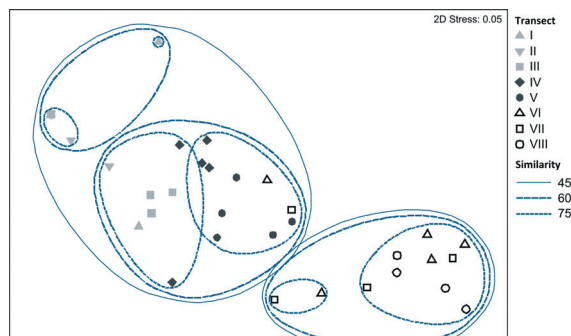 2D Stress: 0.05
Transect
I
II
III
IV
V
VI
VII
VIII
Similarity
45
60
75